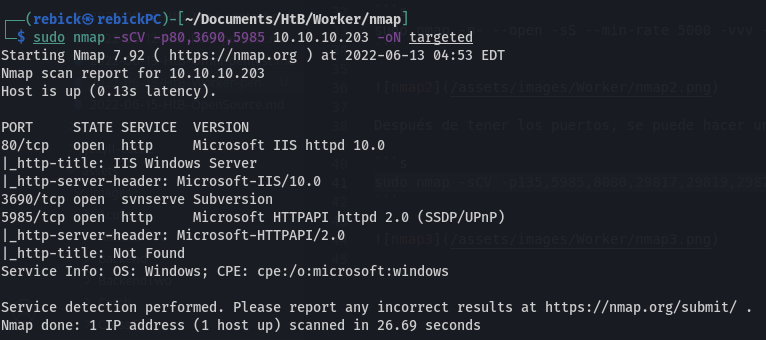 ┌──(rebick㉿rebickPC)-[~/Documents/HtB/Worker/nmap]
└─$ sudo nmap -sCV -p80,3690,5985 10.10.10.203 -oN targeted
Starting Nmap 7.92 ( https://nmap.org ) at 2022-06-13 04:53 EDT
Nmap scan report for 10.10.10.203
Host is up (0.13s latency).

PORT     STATE SERVICE  VERSION
80/tcp   open  http     Microsoft IIS httpd 10.0
|_http-title: IIS Windows Server
|_http-server-header: Microsoft-IIS/10.0
3690/tcp open  svnserve Subversion
5985/tcp open  http     Microsoft HTTPAPI httpd 2.0 (SSDP/UPnP)
|_http-server-header: Microsoft-HTTPAPI/2.0
|_http-title: Not Found
Service Info: OS: Windows; CPE: cpe:/o:microsoft:windows

Service detection performed. Please report any incorrect results at https://nmap.org/submit/ .
Nmap done: 1 IP address (1 host up) scanned in 26.69 seconds